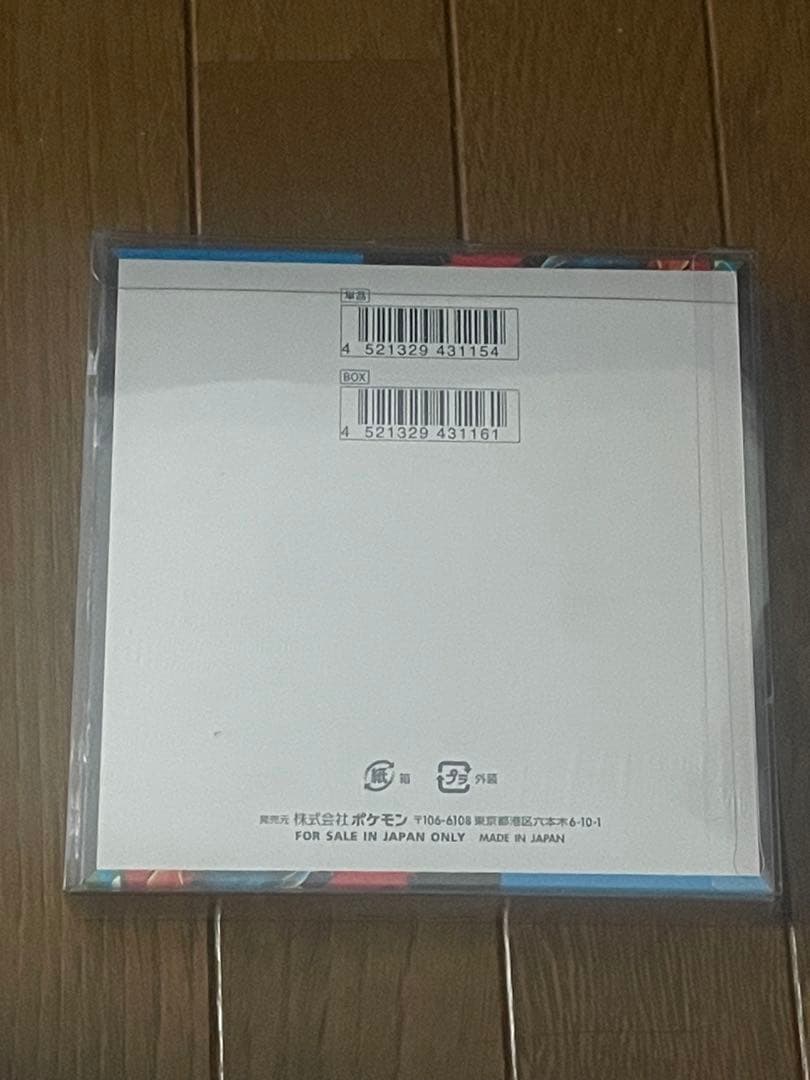 単品
4 521329 431154
BOX
4 521329 431161
紙 箱 プラ 外装
発売元 株式会社 ポケモン 〒106-6108 東京都港区六本木6-10-1
FOR SALE IN JAPAN ONLY MADE IN JAPAN